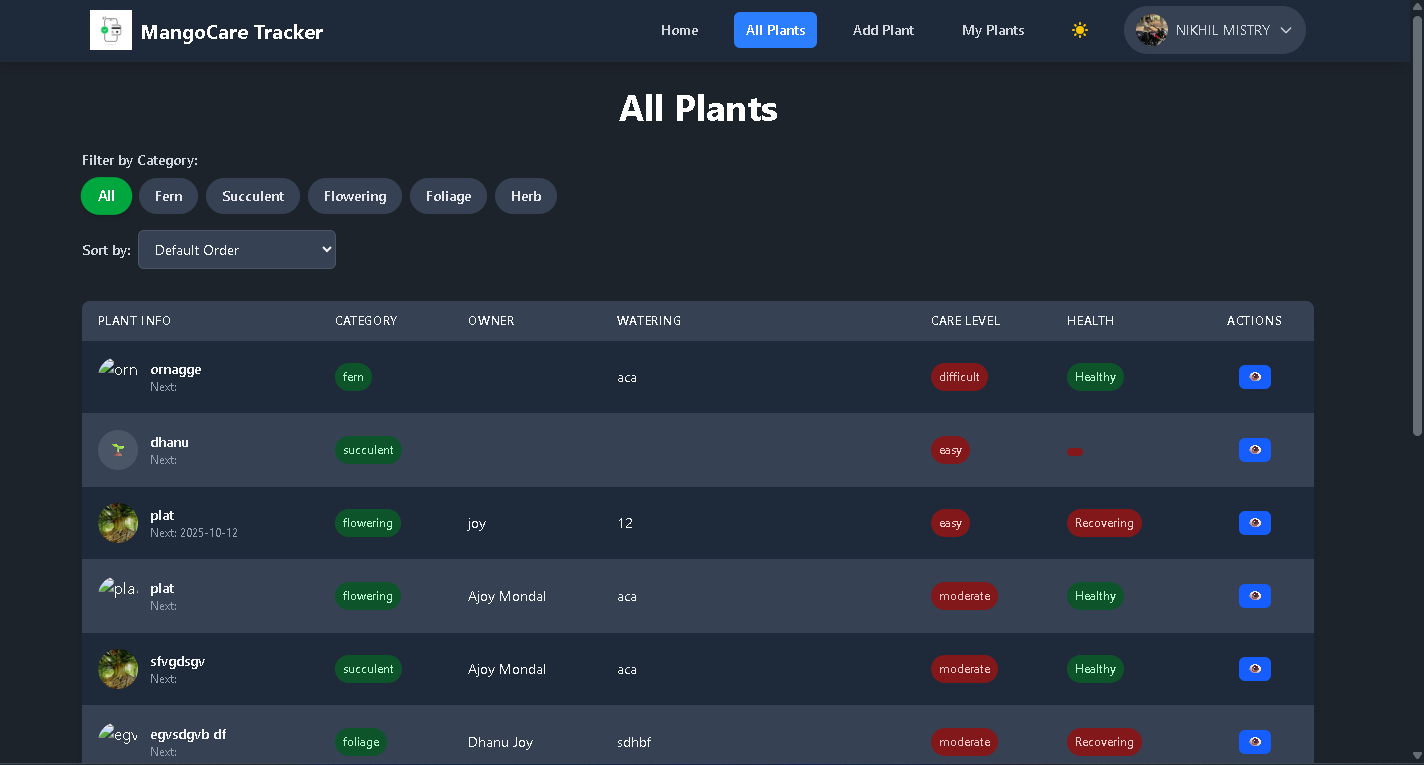 MangoCare Tracker Home All Plants Add Plant My Plants NIKHIL MISTRY
All Plants
Filter by Category:
All Fern Succulent Flowering Foliage Herb
Sort by: Default Order
PLANT INFO CATEGORY OWNER WATERING CARE LEVEL HEALTH ACTIONS
orn ornagge fern aca difficult Healthy
Next:
dhanu succulent easy
Next:
plat flowering joy 12 easy Recovering
Next: 2025-10-12
pla plat flowering Ajoy Mondal aca moderate Healthy
Next:
sfvgdsgv succulent Ajoy Mondal aca moderate Healthy
Next:
egv egvsdgvb df foliage Dhanu Joy sdhbf moderate Recovering
Next: